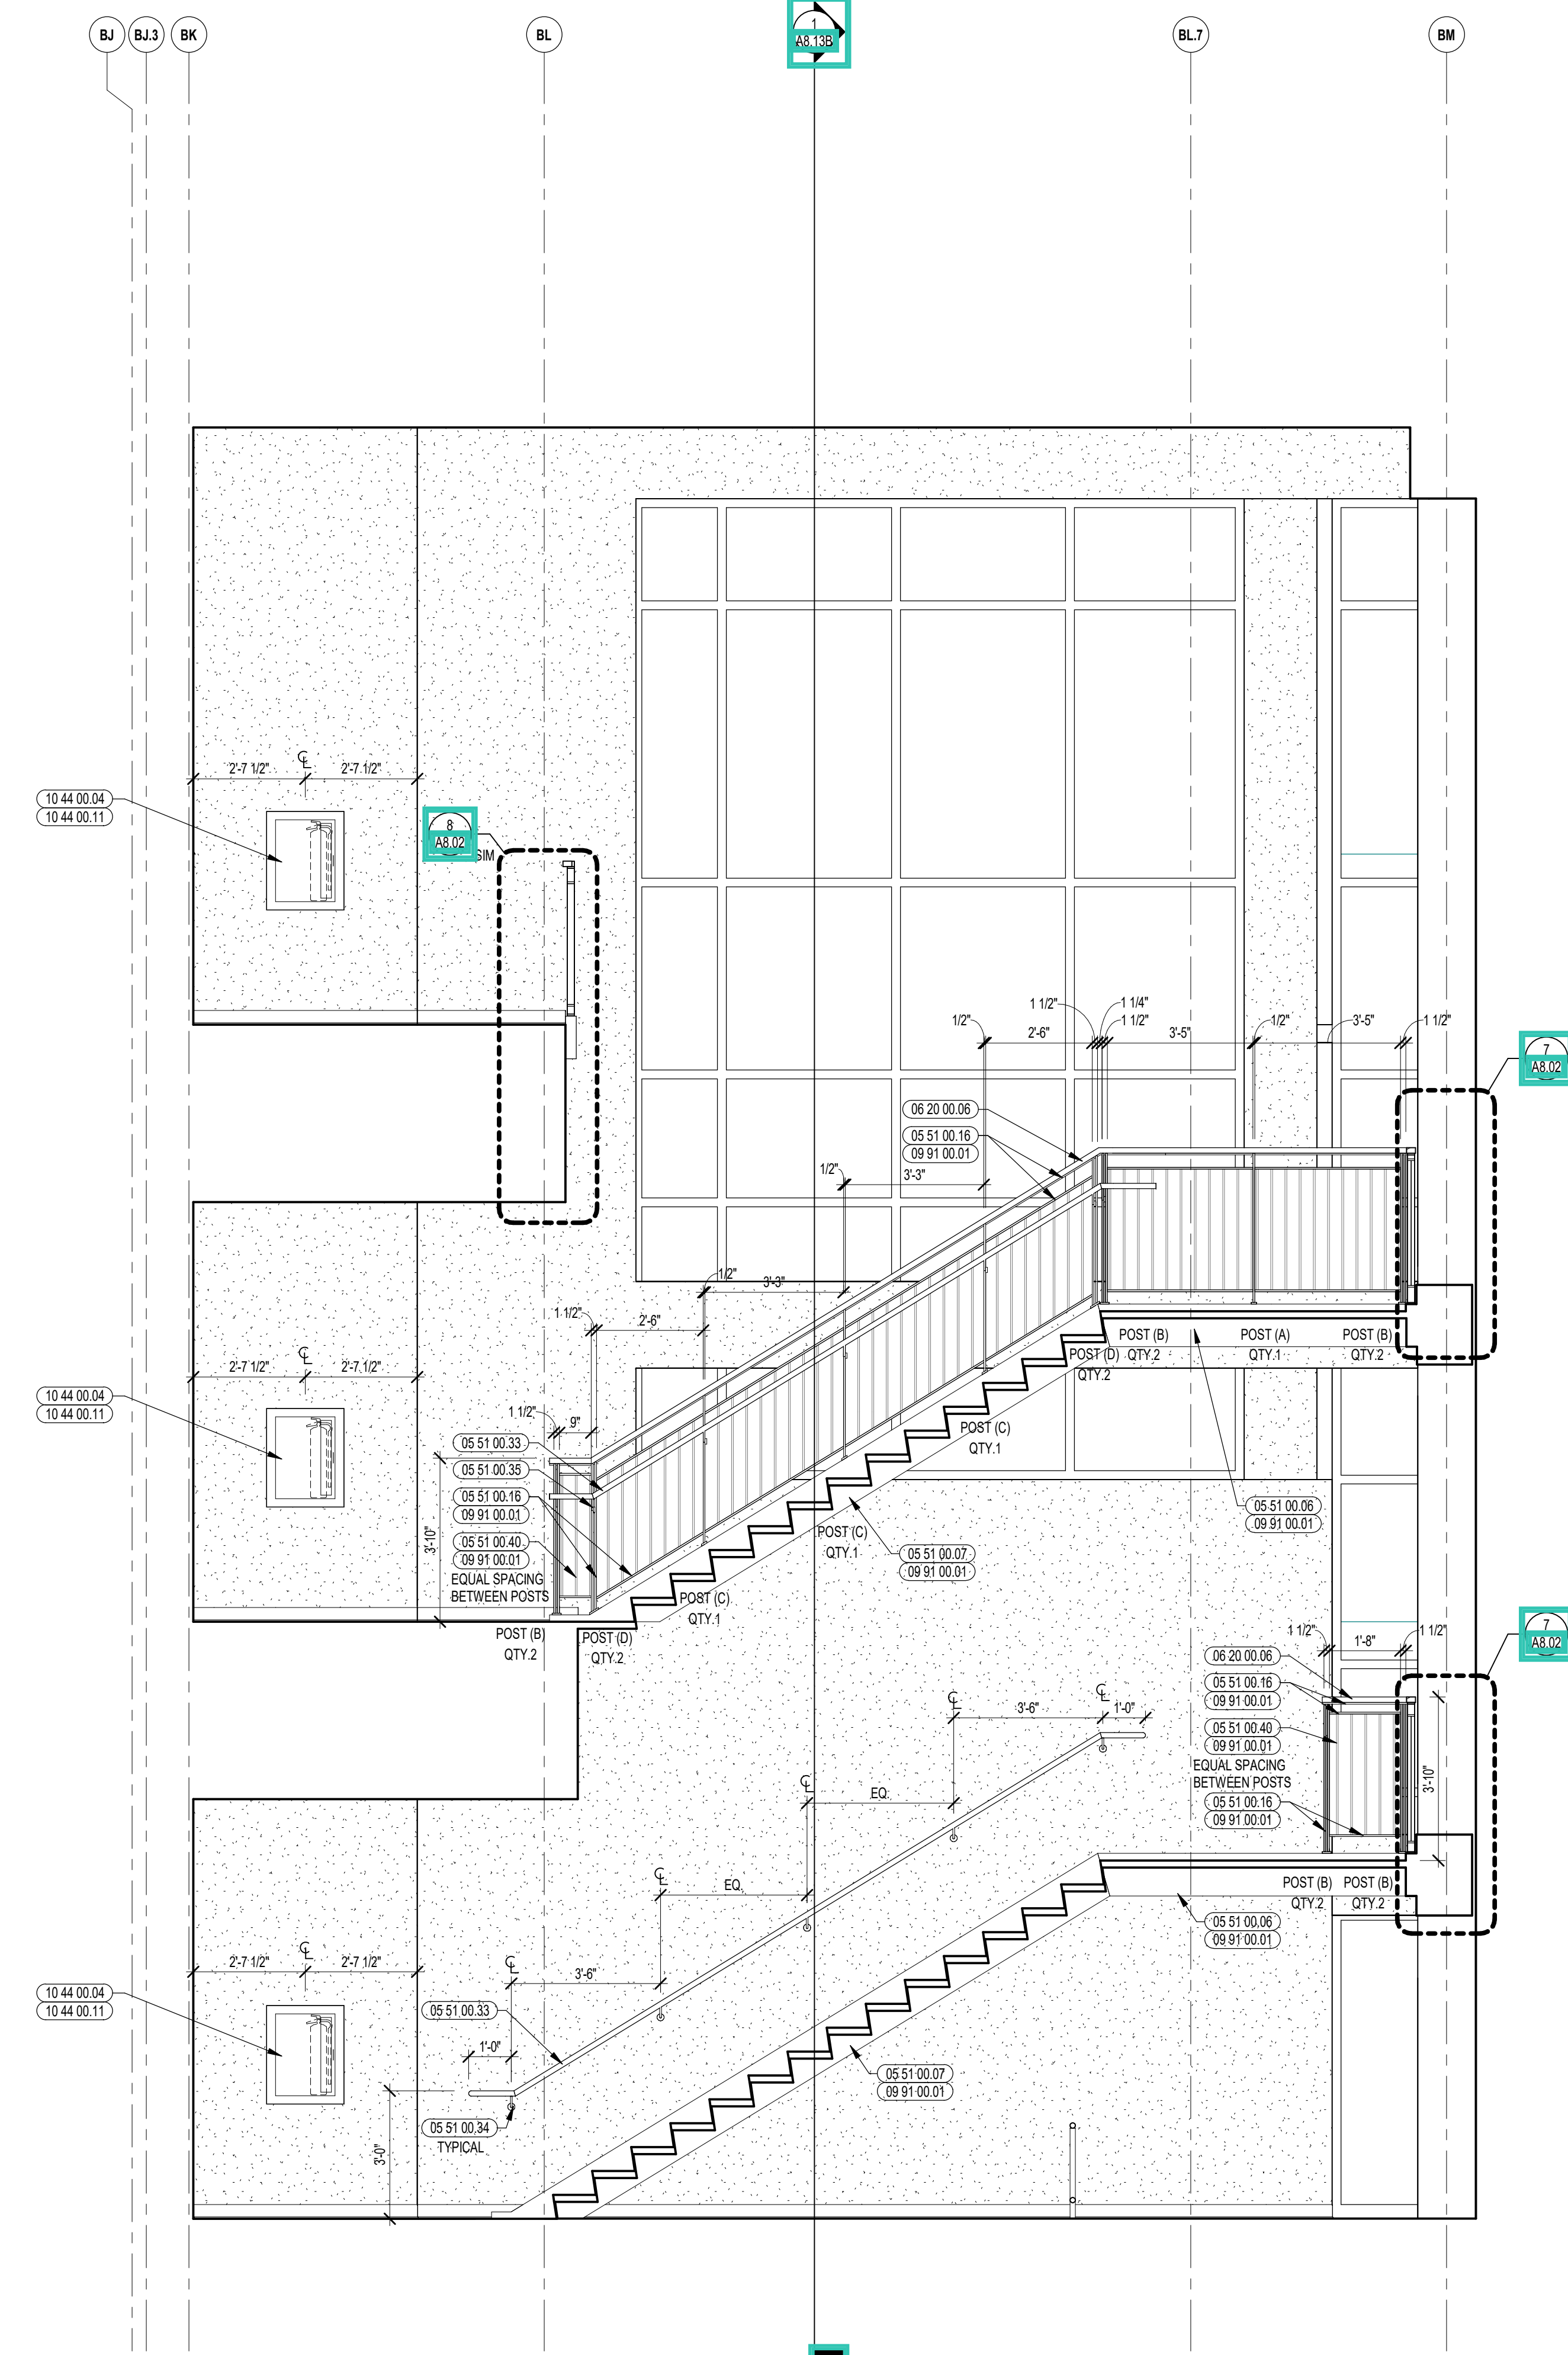 BJ
BJ.3
BK
BL
1
A8.13B
BL.7
BM
2'-7 1/2"
CL
2'-7 1/2"
10 44 00.04
10 44 00.11
8
A8.02
SIM
1 1/2"
1 1/4"
1/2"
2'-6"
1 1/2"
3'-5"
1/2"
3'-5"
1 1/2"
7
A8.02
06 20 00.06
05 51 00.16
09 91 00.01
1/2"
3'-3"
1/2"
3'-3"
1 1/2"
2'-6"
POST (B)
QTY.2
POST (A)
QTY.1
POST (B)
QTY.2
POST (D)
QTY.2
2'-7 1/2"
CL
2'-7 1/2"
10 44 00.04
10 44 00.11
1 1/2"
9"
POST (C)
QTY.1
05 51 00.33
05 51 00.35
05 51 00.16
09 91 00.01
05 51 00.40
09 91 00.01
EQUAL SPACING
BETWEEN POSTS
3'-10"
05 51 00.06
09 91 00.01
POST (C)
QTY.1
05 51 00.07
09 91 00.01
POST (C)
QTY.1
POST (B)
QTY.2
POST (D)
QTY.2
1 1/2"
1'-8"
1 1/2"
7
A8.02
06 20 00.06
05 51 00.16
09 91 00.01
05 51 00.40
09 91 00.01
EQUAL SPACING
BETWEEN POSTS
05 51 00.16
09 91 00.01
3'-10"
CL
3'-6"
CL
1'-0"
CL
EQ.
CL
EQ.
POST (B)
QTY.2
POST (B)
QTY.2
05 51 00.06
09 91 00.01
2'-7 1/2"
CL
2'-7 1/2"
CL
3'-6"
10 44 00.04
10 44 00.11
05 51 00.33
1'-0"
05 51 00.07
09 91 00.01
05 51 00.34
TYPICAL
3'-0"